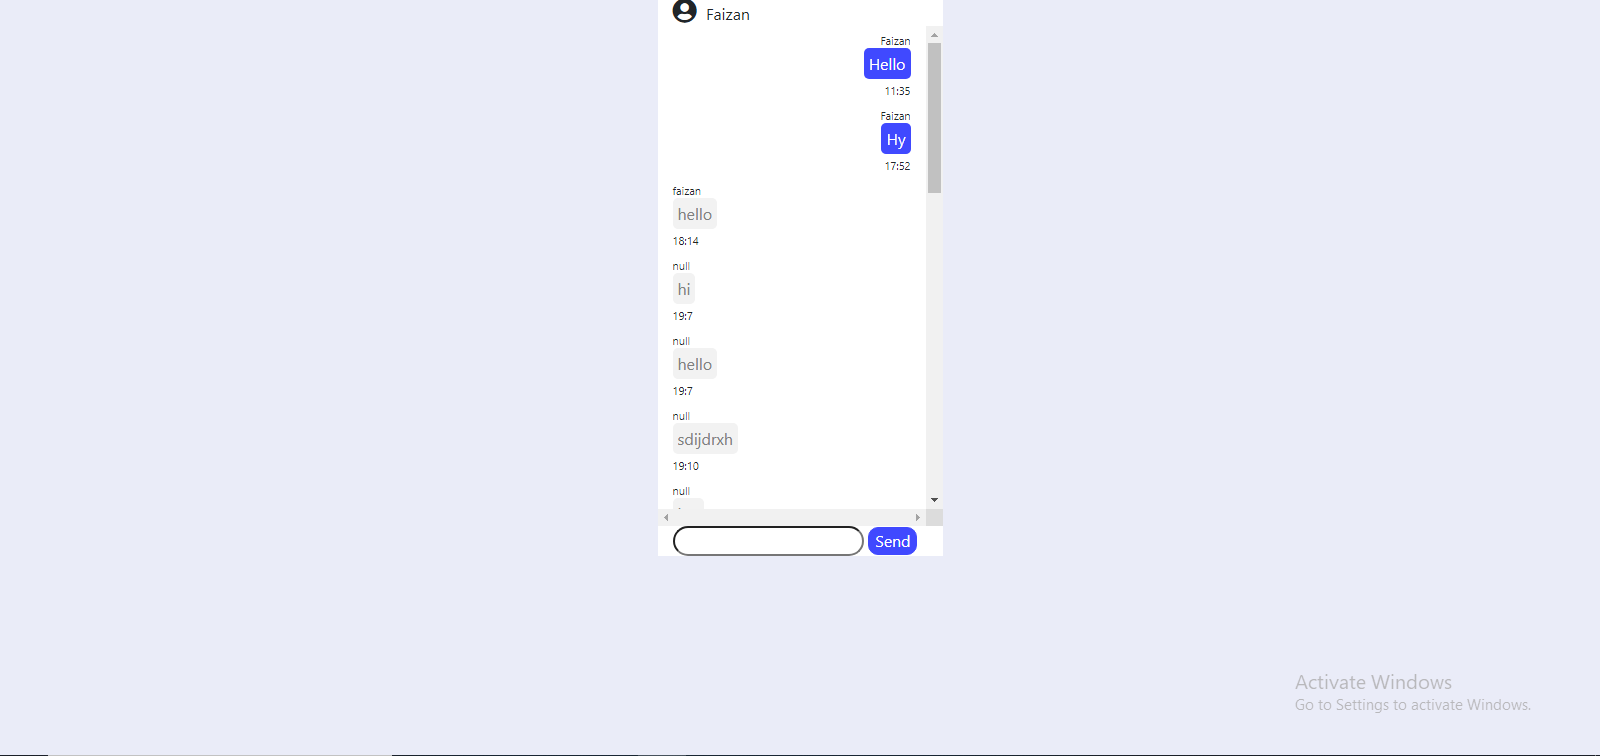 Faizan
Faizan
Hello
11:35
Faizan
Hy
17:52
faizan
hello
18:14
null
hi
19:7
null
hello
19:7
null
sdijdrxh
19:10
null
Send
Activate Windows
Go to Settings to activate Windows.